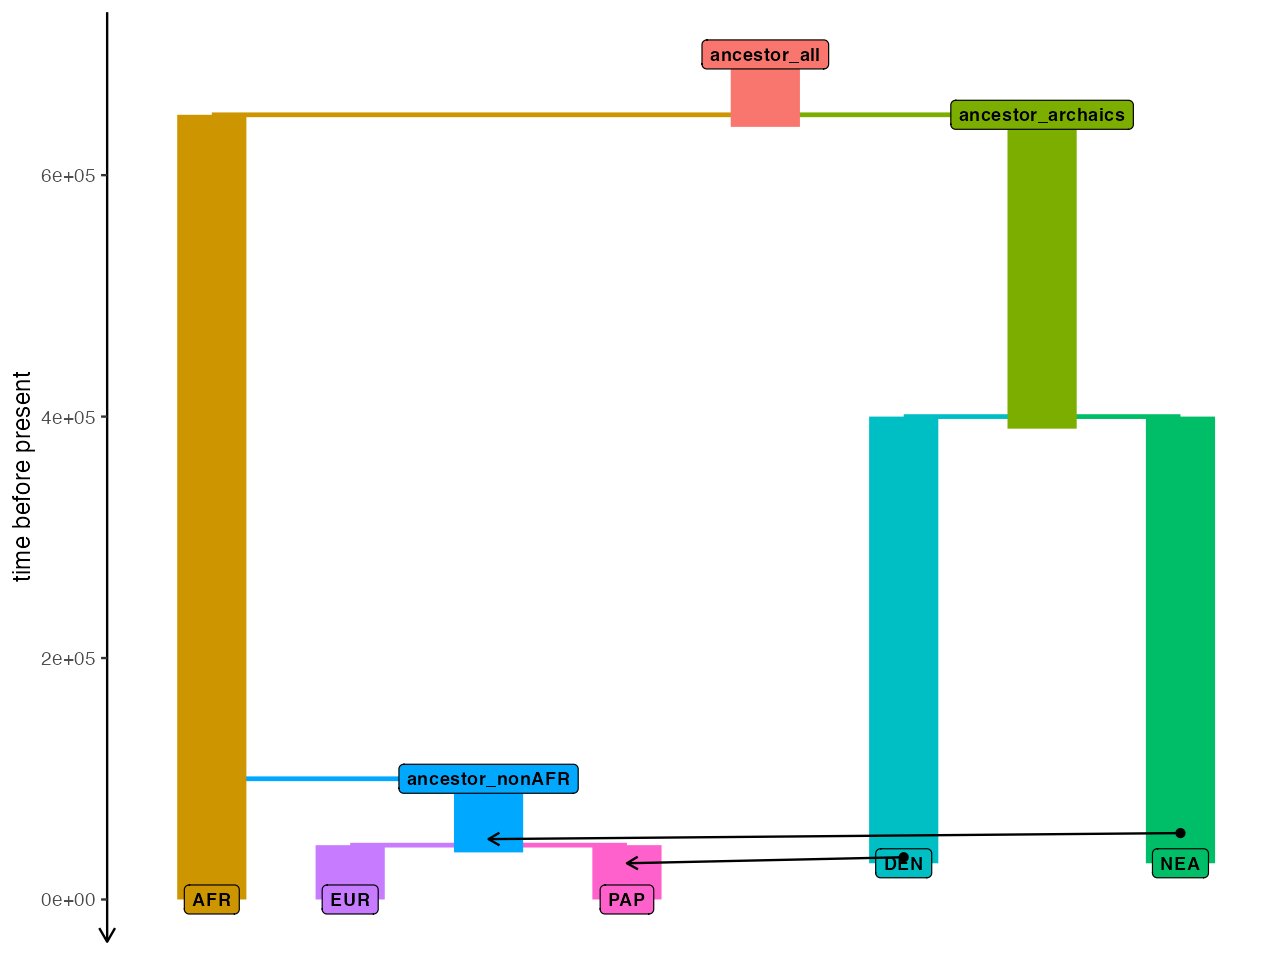 ancestor_all
ancestor_archaics
6e+05
4e+05
time before present
2e+05
ancestor_nonAFR
DEN
NEA
0e+00
AFR
EUR
PAP